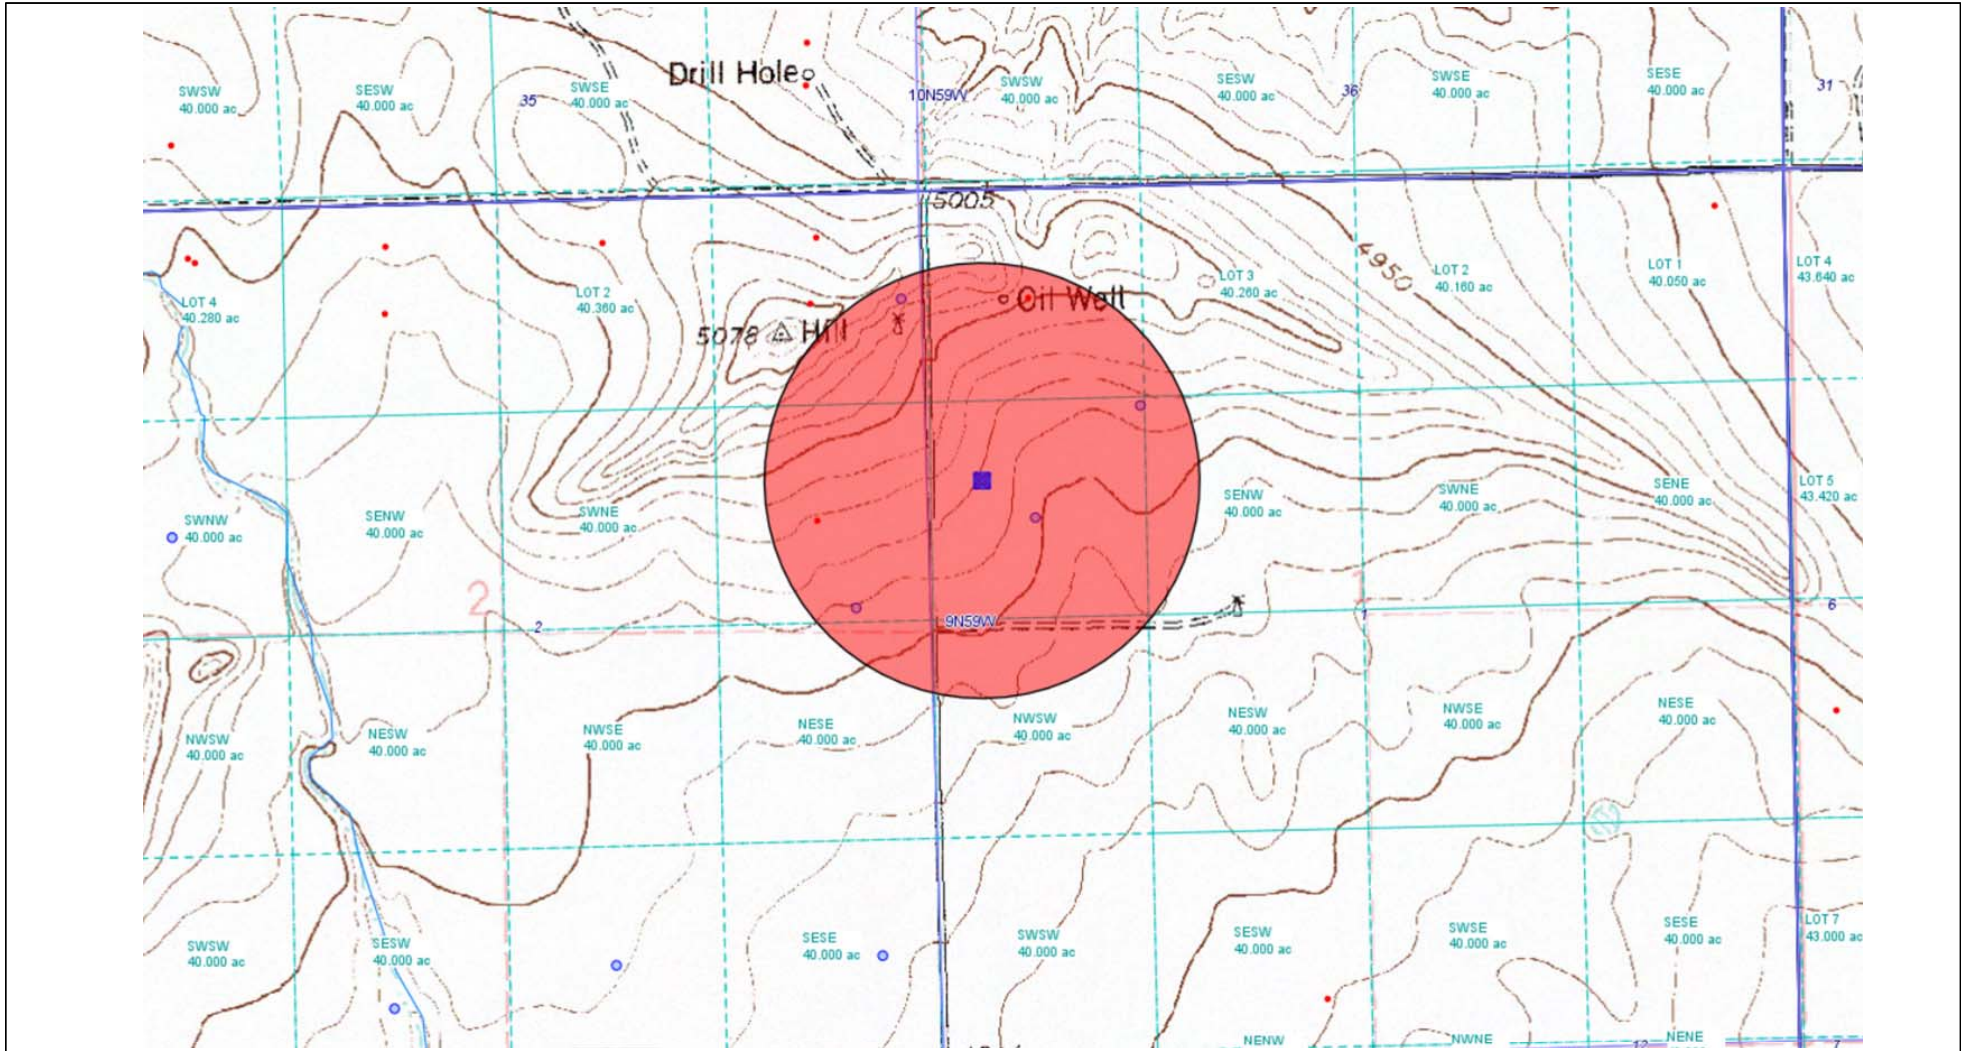 Drill Hole
SWSW
40.000 ac
SESW
40.000 ac
35
SWSE
40.000 ac
10N59W
SWSW
40.000 ac
SESW
40.000 ac
36
SWSE
40.000 ac
SESE
40.000 ac
31
5005
LOT 4
40.280 ac
LOT 2
40.360 ac
5078
Hill
Oil Well
LOT 3
40.260 ac
4950
LOT 2
40.160 ac
LOT 1
40.050 ac
LOT 4
43.640 ac
SWNW
40.000 ac
SENW
40.000 ac
SWNE
40.000 ac
SENW
40.000 ac
SWNE
40.000 ac
SENE
40.000 ac
LOT 5
43.420 ac
2
2
9N59W
1
1
6
NWSW
40.000 ac
NESW
40.000 ac
NWSE
40.000 ac
NESE
40.000 ac
NWSW
40.000 ac
NESW
40.000 ac
NWSE
40.000 ac
NESE
40.000 ac
SWSW
40.000 ac
SESW
40.000 ac
SESE
40.000 ac
SWSW
40.000 ac
SESW
40.000 ac
SWSE
40.000 ac
SESE
40.000 ac
LOT 7
43.000 ac
NENW
NWNE
12
NENE
7